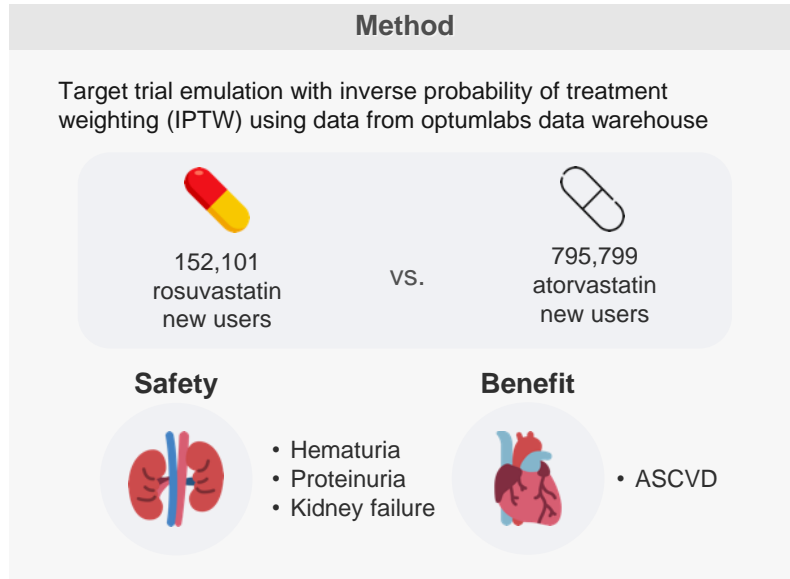 Method
Target trial emulation with inverse probability of treatment
weighting (IPTW) using data from optumlabs data warehouse
152,101
rosuvastatin
new users
vs.
795,799
atorvastatin
new users
Safety
• Hematuria
• Proteinuria
• Kidney failure
Benefit
• ASCVD